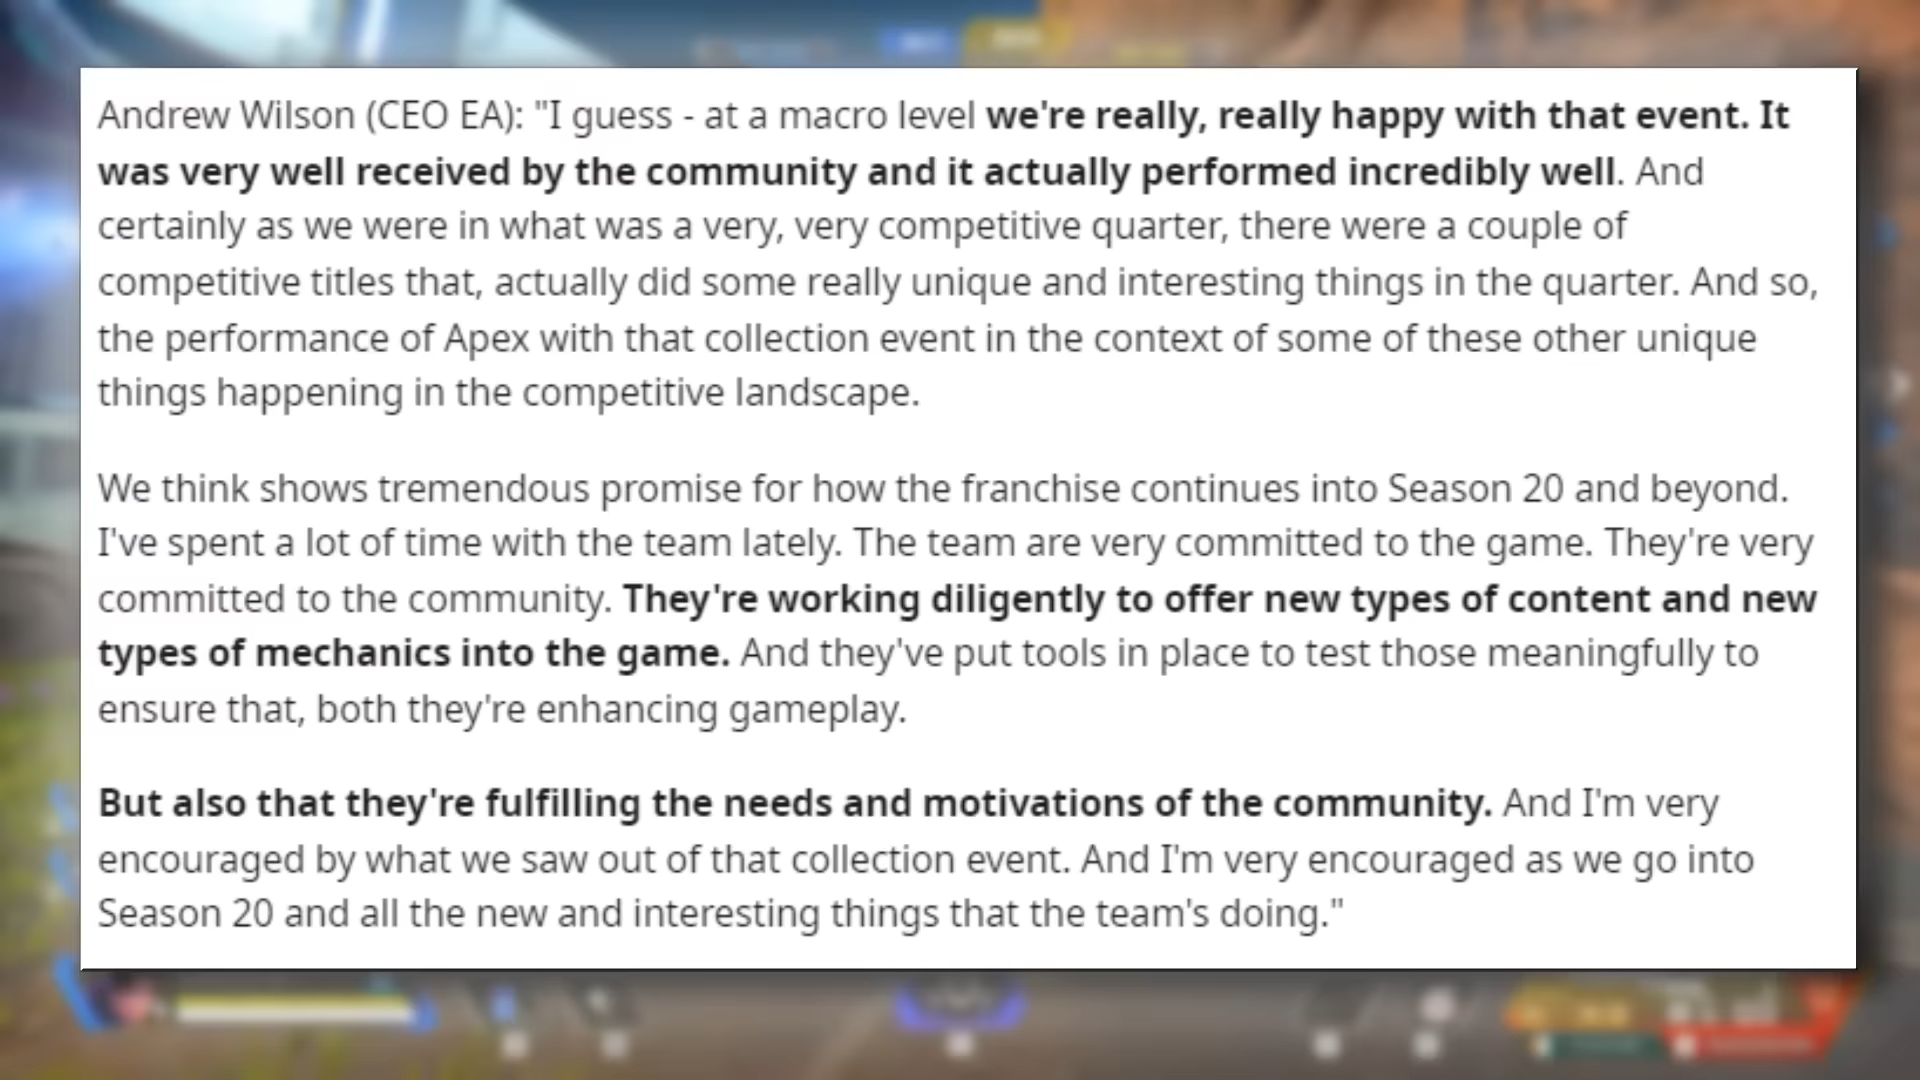 Andrew Wilson (CEO EA): "I guess - at a macro level we're really, really happy with that event. It
was very well received by the community and it actually performed incredibly well. And
certainly as we were in what was a very, very competitive quarter, there were a couple of
competitive titles that, actually did some really unique and interesting things in the quarter. And so,
the performance of Apex with that collection event in the context of some of these other unique
things happening in the competitive landscape.
We think shows tremendous promise for how the franchise continues into Season 20 and beyond.
I've spent a lot of time with the team lately. The team are very committed to the game. They're very
committed to the community. They're working diligently to offer new types of content and new
types of mechanics into the game. And they've put tools in place to test those meaningfully to
ensure that, both they're enhancing gameplay.
But also that they're fulfilling the needs and motivations of the community. And I'm very
encouraged by what we saw out of that collection event. And I'm very encouraged as we go into
Season 20 and all the new and interesting things that the team's doing."